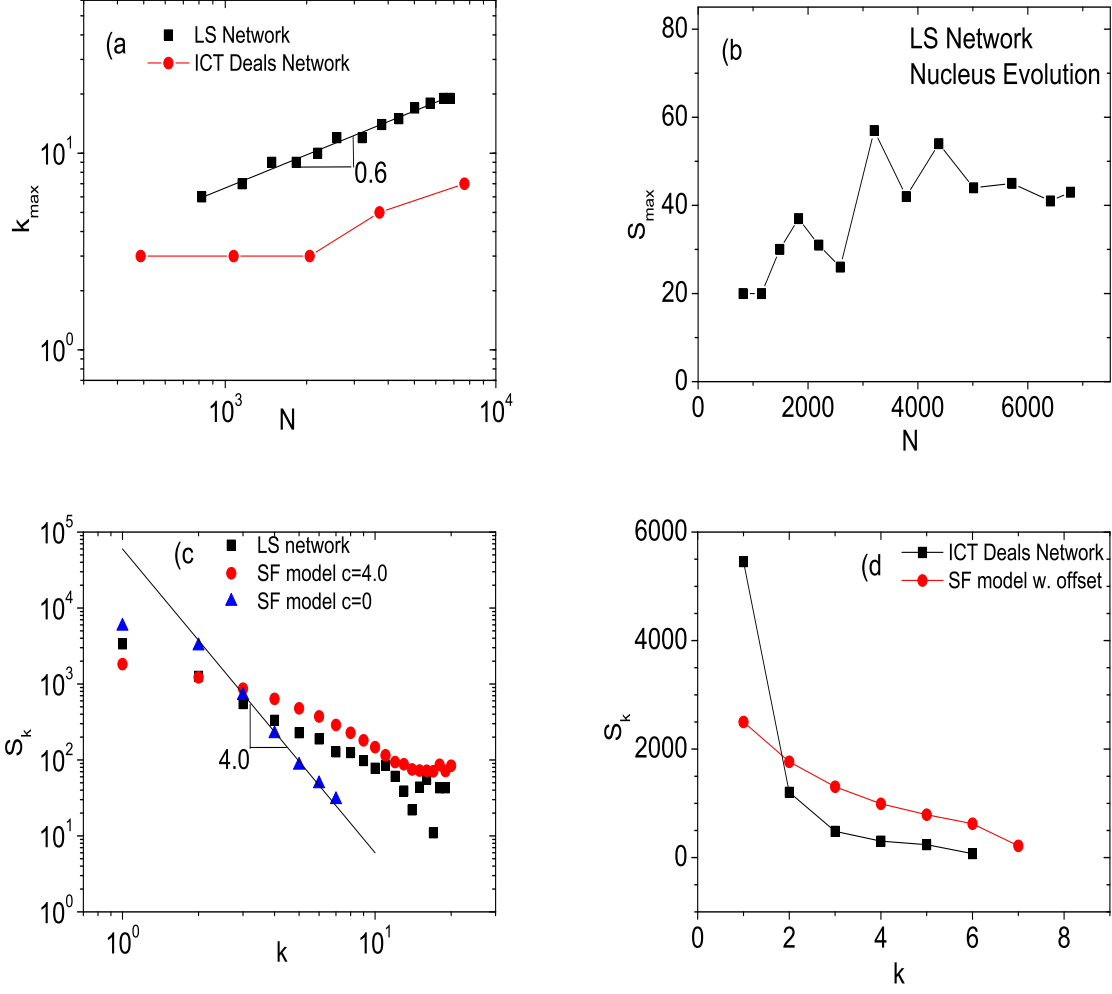 (a
LS Network
ICT Deals Network
10^1
10^0
k_max
0.6
10^3
10^4
N
(b
LS Network
Nucleus Evolution
80
60
40
20
0
S_max
0
2000
4000
6000
N
(c
LS network
SF model c=4.0
SF model c=0
10^5
10^4
10^3
10^2
10^1
10^0
S_k
4.0
10^0
10^1
k
(d
ICT Deals Network
SF model w. offset
6000
4000
2000
0
S_k
0
2
4
6
8
k